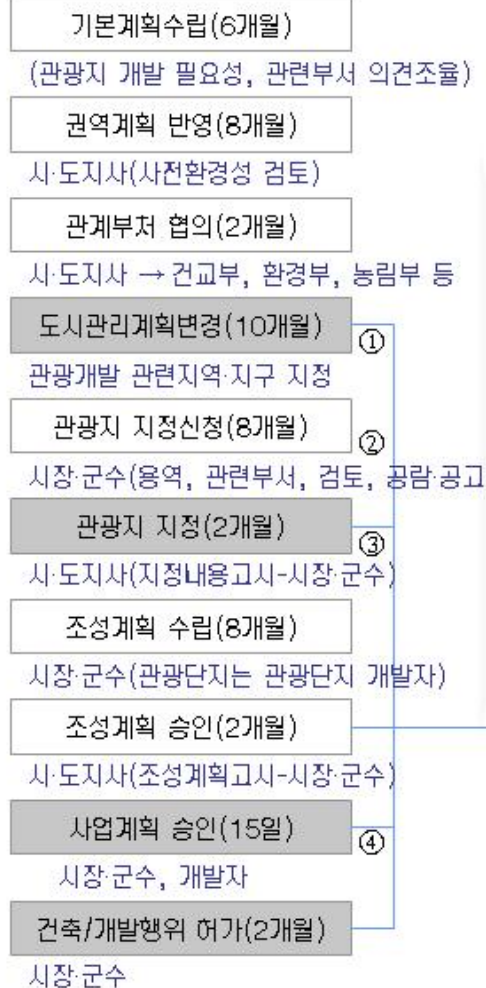 기본계획수립(6개월)
(관광지 개발 필요성, 관련부서 의견조율)
권역계획 반영(8개월)
시·도지사(사전환경성 검토)
관계부처 협의(2개월)
시·도지사 → 건교부, 환경부, 농림부 등
도시관리계획변경(10개월)
①
관광개발 관련지역·지구 지정
관광지 지정신청(8개월)
②
시장·군수(용역, 관련부서, 검토, 공람·공고
관광지 지정(2개월)
③
시·도지사(지정내용고시-시장·군수)
조성계획 수립(8개월)
시장·군수(관광단지는 관광단지 개발자)
조성계획 승인(2개월)
시·도지사(조성계획고시-시장·군수)
사업계획 승인(15일)
④
시장·군수, 개발자
건축/개발행위 허가(2개월)
시장·군수